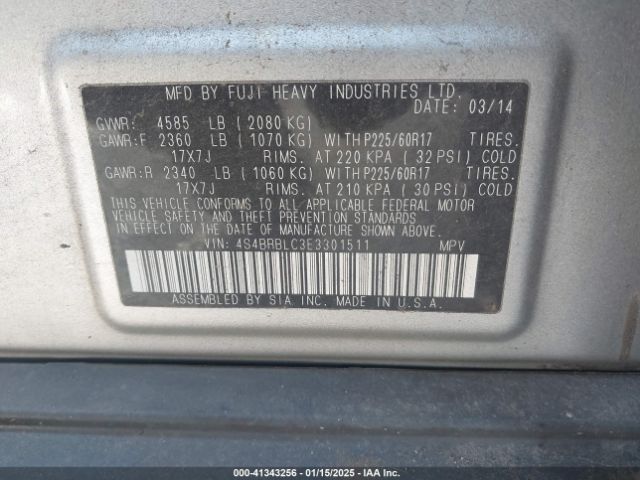 MFD BY FUJI HEAVY INDUSTRIES LTD.
DATE: 03/14
GVWR: 4585 LB ( 2080 KG)
GAWR:F 2360 LB ( 1070 KG) WITH P225/60R17 TIRES.
17X7J RIMS. AT 220 KPA ( 32 PSI) COLD
GAWR:R 2340 LB ( 1060 KG) WITH P225/60R17 TIRES.
17X7J RIMS. AT 210 KPA ( 30 PSI) COLD
THIS VEHICLE CONFORMS TO ALL APPLICABLE FEDERAL MOTOR
VEHICLE SAFETY AND THEFT PREVENTION STANDARDS
IN EFFECT ON DATE OF MANUFACTURE SHOWN ABOVE.
VIN: 4S4BRBLC3E3301511 MPV
ASSEMBLED BY SIA, INC. MADE IN U.S.A.
000-41343256 - 01/15/2025 - IAA Inc.